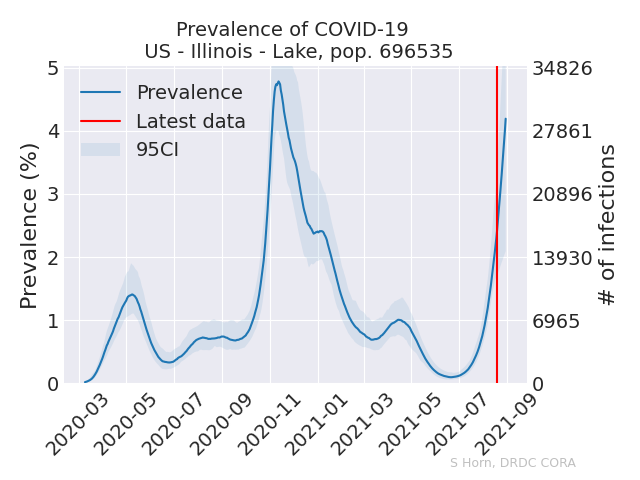 Prevalence of COVID-19
US - Illinois - Lake, pop. 696535
Prevalence
Latest data
95CI
Prevalence (%)
5
4
3
2
1
0
34826
27861
20896
13930
6965
0
# of infections
2020-03
2020-05
2020-07
2020-09
2020-11
2021-01
2021-03
2021-05
2021-07
2021-09
S Horn, DRDC CORA